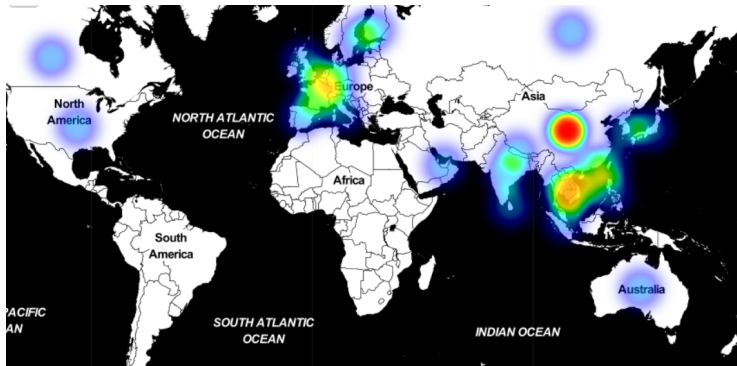 North
America
NORTH ATLANTIC
OCEAN
Europe
Asia
Africa
South
America
PACIFIC
AN
SOUTH ATLANTIC
OCEAN
INDIAN OCEAN
Australia